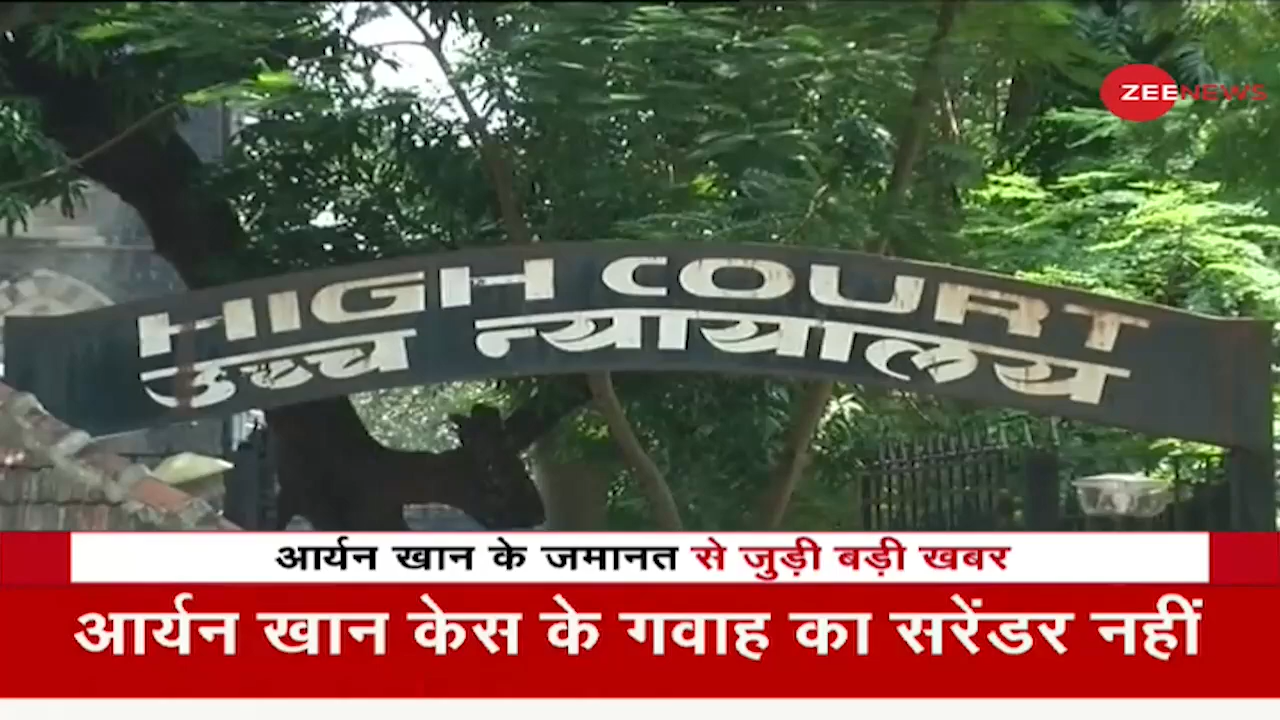 ZEENEWS
HIGH COURT
उच्च न्यायालय
आर्यन खान के जमानत से जुड़ी बड़ी खबर
आर्यन खान केस के गवाह का सरेंडर नहीं